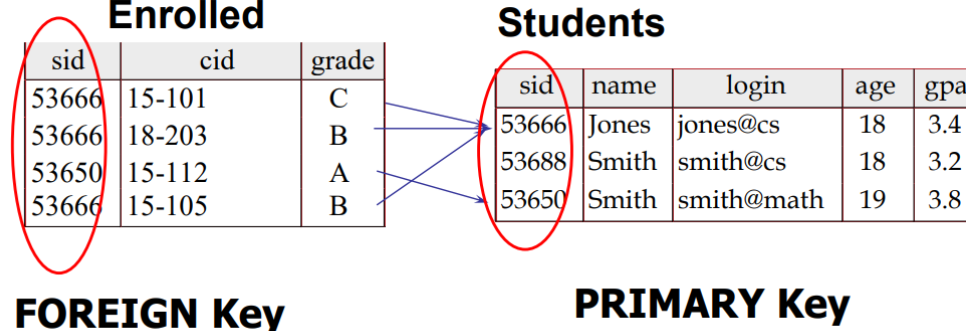 Enrolled
sid cid grade
53666 15-101 C
53666 18-203 B
53650 15-112 A
53666 15-105 B
FOREIGN Key
Students
sid name login age gpa
53666 Jones jones@cs 18 3.4
53688 Smith smith@cs 18 3.2
53650 Smith smith@math 19 3.8
PRIMARY Key